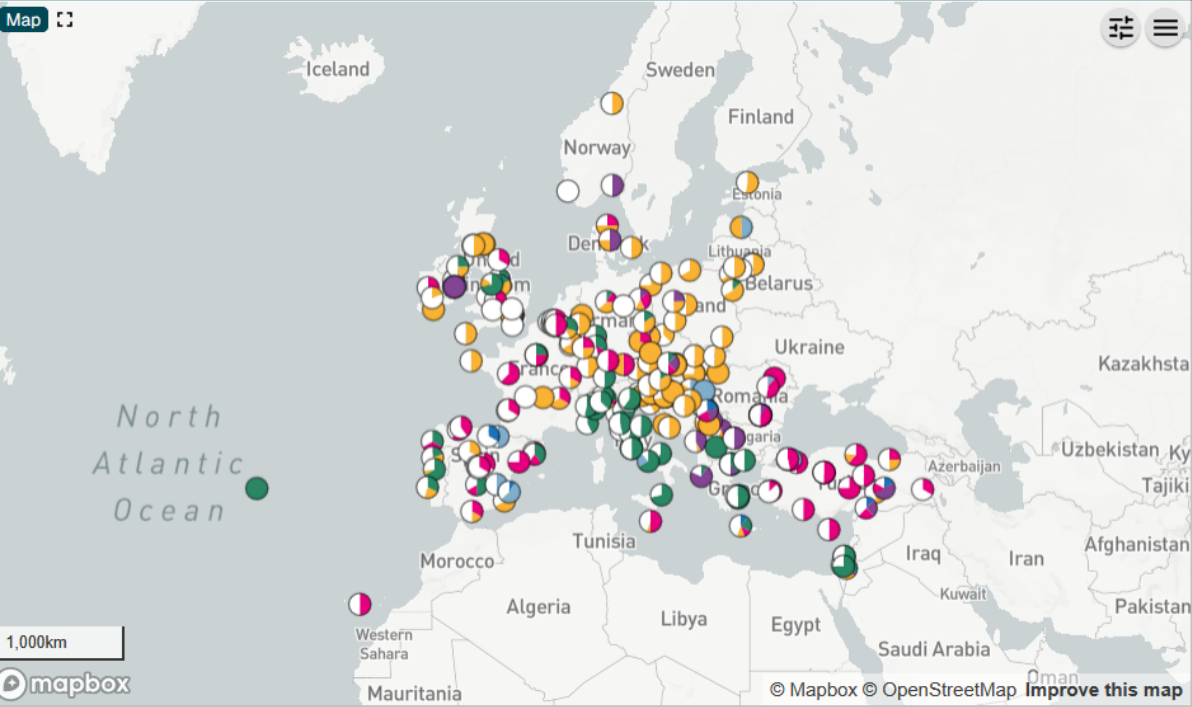 Map
Iceland
Sweden
Finland
Norway
Estonia
Lithuania
Belarus
Ukraine
Kazakhsta
North
Atlantic
Ocean
Romania
Uzbekistan
Ky
Azerbaijan
Tajiki
Tunisia
Morocco
Afghanistan
Iraq
Iran
Algeria
Libya
Egypt
Kuwait
Pakistan
1,000km
Western
Sahara
Saudi Arabia
Oman
mapbox
Mauritania
© Mapbox © OpenStreetMap Improve this map